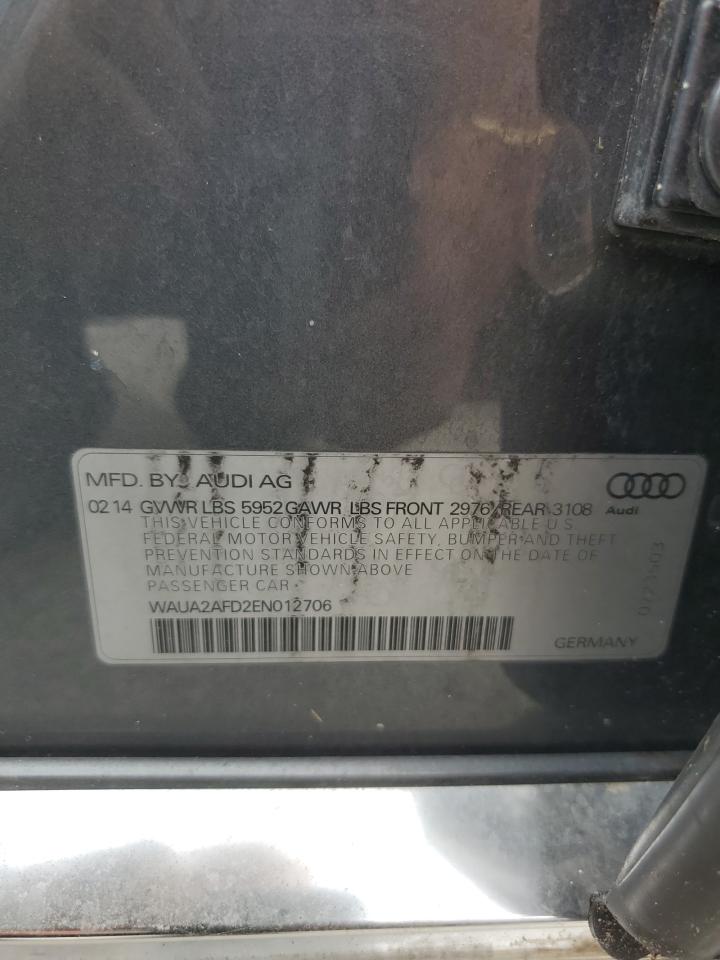 MFD. BY: AUDI AG
02 14 GVWR LBS 5952 GAWR LBS FRONT 2976 REAR 3108
Audi
THIS VEHICLE CONFORMS TO ALL APPLICABLE U.S.
FEDERAL MOTOR VEHICLE SAFETY, BUMPER AND THEFT
PREVENTION STANDARDS IN EFFECT ON THE DATE OF
MANUFACTURE SHOWN ABOVE
PASSENGER CAR
WAUA2AFD2EN012706
GERMANY